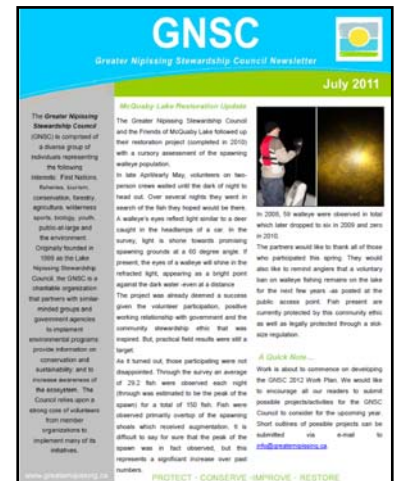 GNSC
Greater Nipissing Stewardship Council Newsletter
July 2011
The Greater Nipissing
Stewardship Council
(GNSC) is comprised of
a diverse group of
individuals representing
the following
interests: First Nations,
fisheries, tourism,
conservation, forestry,
agriculture, wilderness
sports, biology, youth,
public-at-large and
the environment.
Originally founded in
1998 as the Lake
Nipissing Stewardship
Council, the GNSC is a
charitable organization
that partners with similar-
minded groups and
government agencies
to implement
environmental programs
provide information on
conservation and
sustainability; and to
increase awareness of
the ecosystem. The
Council relies upon a
strong core of volunteers
from member
organizations to
implement many of its
initiatives.
www.greaternipissing.ca
McQuaby Lake Restoration Update
The Greater Nipissing Stewardship Council
and the Friends of McQuaby Lake followed up
their restoration project (completed in 2010)
with a cursory assessment of the spawning
walleye population.
In late April/early May, volunteers on two-
person crews waited until the dark of night to
head out. Over several nights they went in
search of the fish they hoped would be there.
A walleye's eyes reflect light similar to a deer
caught in the headlamps of a car. In the
survey, light is shone towards promising
spawning grounds at a 60 degree angle. If
present, the eyes of a walleye will shine in the
refracted light, appearing as a bright point
against the dark water -even at a distance
The project was already deemed a success
given the volunteer participation, positive
working relationship with government and the
community stewardship ethic that was
inspired. But, practical field results were still a
target.
As it turned out, those participating were not
disappointed. Through the survey an average
of 29.2 fish were observed each night
(through was estimated to be the peak of the
spawn) for a total of 150 fish. Fish were
observed primarily overtop of the spawning
shoals which received augmentation. It is
difficult to say for sure that the peak of the
spawn was in fact observed, but this
represents a significant increase over past
numbers.
In 2008, 59 walleye were observed in total
which later dropped to six in 2009 and zero
in 2010.
The partners would like to thank all of those
who participated this spring. They would
also like to remind anglers that a voluntary
ban on walleye fishing remains on the lake
for the next few years -as posted at the
public access point. Fish present are
currently protected by this community ethic
as well as legally protected through a slot-
size regulation.
A Quick Note...
Work is about to commence on developing
the GNSC 2012 Work Plan. We would like
to encourage all our readers to submit
possible projects/activities for the GNSC
Council to consider for the upcoming year.
Short outlines of possible projects can be
submitted via e-mail to
info@greaternipissing.ca.
PROTECT - CONSERVE -IMPROVE - RESTORE